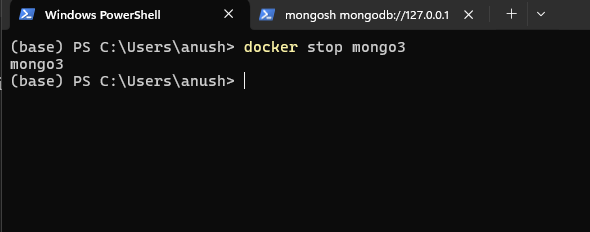 Windows PowerShell
mongosh mongodb://127.0.0.1
(base) PS C:\Users\anush> docker stop mongo3
mongo3
(base) PS C:\Users\anush>